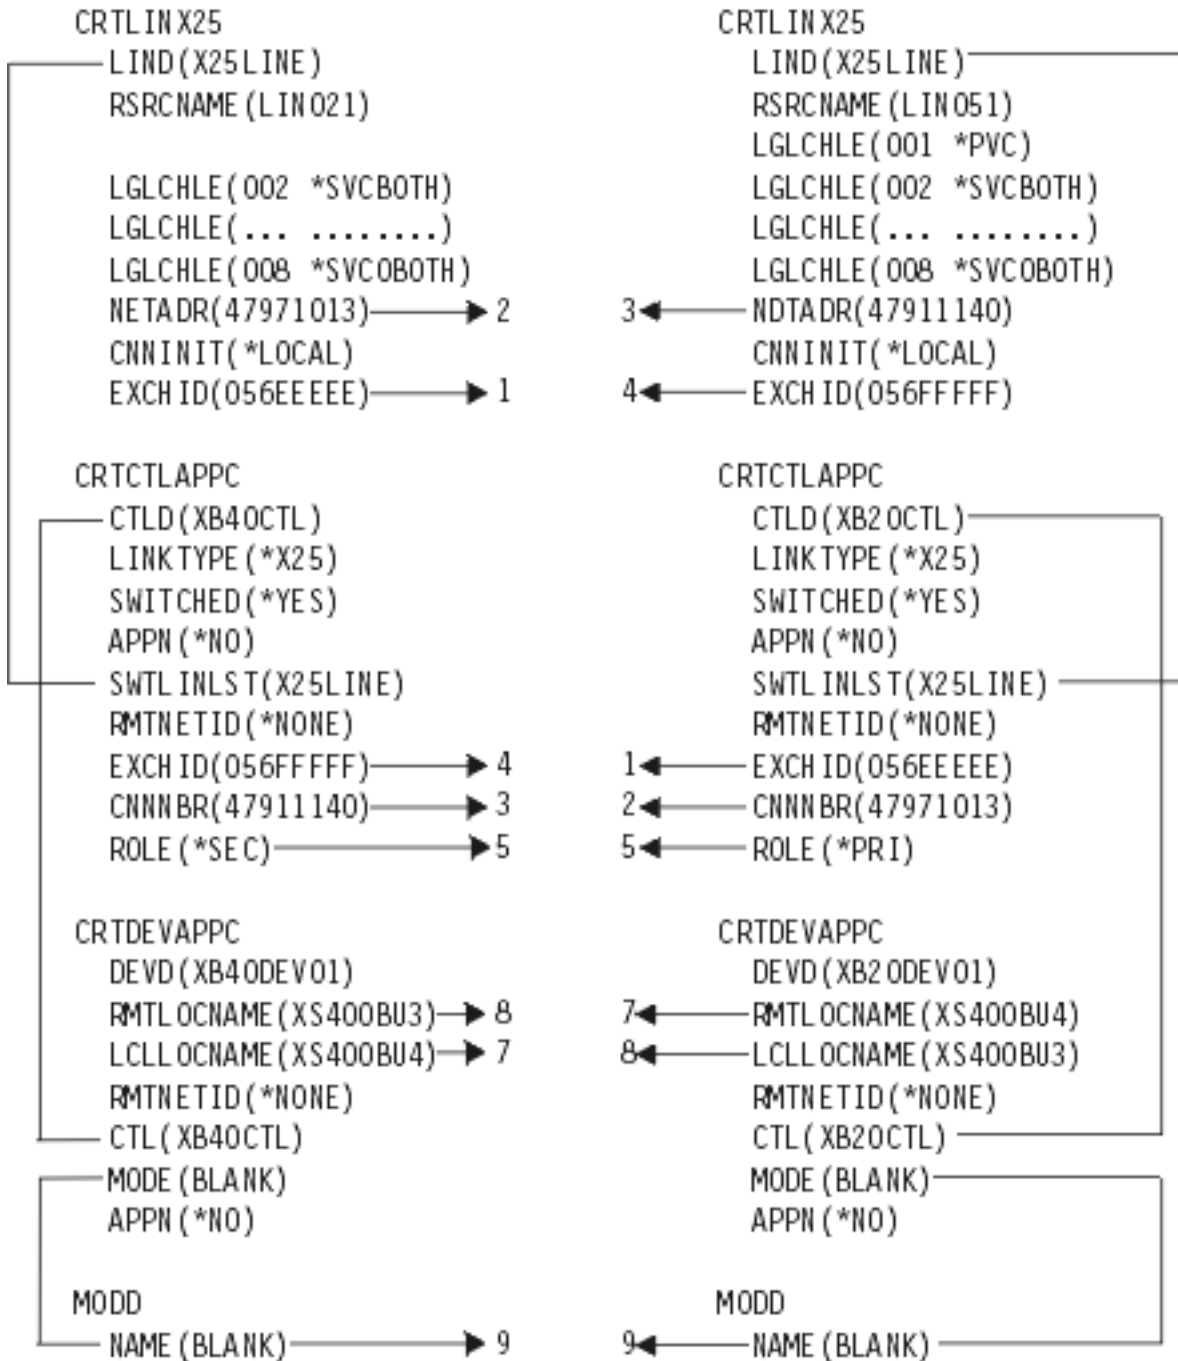 CRTLINX25
LIND(X25LINE)
RSRCNAME(LIN021)
LGLCHLE(002 *SVCBOTH)
LGLCHLE(... ........)
LGLCHLE(008 *SVCOBOTH)
NETADR(47971013) 2
CNNINIT(*LOCAL)
EXCHID(056EEEEE) 1
CRTCTLAPPC
CTLD(XB40CTL)
LINKTYPE(*X25)
SWITCHED(*YES)
APPN(*NO)
SWTLINLST(X25LINE)
RMTNETID(*NONE)
EXCHID(056FFFFF) 4
CNNNBR(47911140) 3
ROLE(*SEC) 5
CRTDEVAPPC
DEVD(XB40DEV01)
RMTLOCNAME(XS400BU3) 8
LCLLOCNAME(XS400BU4) 7
RMTNETID(*NONE)
CTL(XB40CTL)
MODE(BLANK)
APPN(*NO)
MODD
NAME(BLANK) 9
CRTLINX25
LIND(X25LINE)
RSRCNAME(LIN051)
LGLCHLE(001 *PVC)
LGLCHLE(002 *SVCBOTH)
LGLCHLE(... ........)
LGLCHLE(008 *SVCOBOTH)
3 NDTADR(47911140)
CNNINIT(*LOCAL)
4 EXCHID(056FFFFF)
CRTCTLAPPC
CTLD(XB20CTL)
LINKTYPE(*X25)
SWITCHED(*YES)
APPN(*NO)
SWTLINLST(X25LINE)
RMTNETID(*NONE)
1 EXCHID(056EEEEE)
2 CNNNBR(47971013)
5 ROLE(*PRI)
CRTDEVAPPC
DEVD(XB20DEV01)
7 RMTLOCNAME(XS400BU4)
8 LCLLOCNAME(XS400BU3)
RMTNETID(*NONE)
CTL(XB20CTL)
MODE(BLANK)
APPN(*NO)
MODD
9 NAME(BLANK)